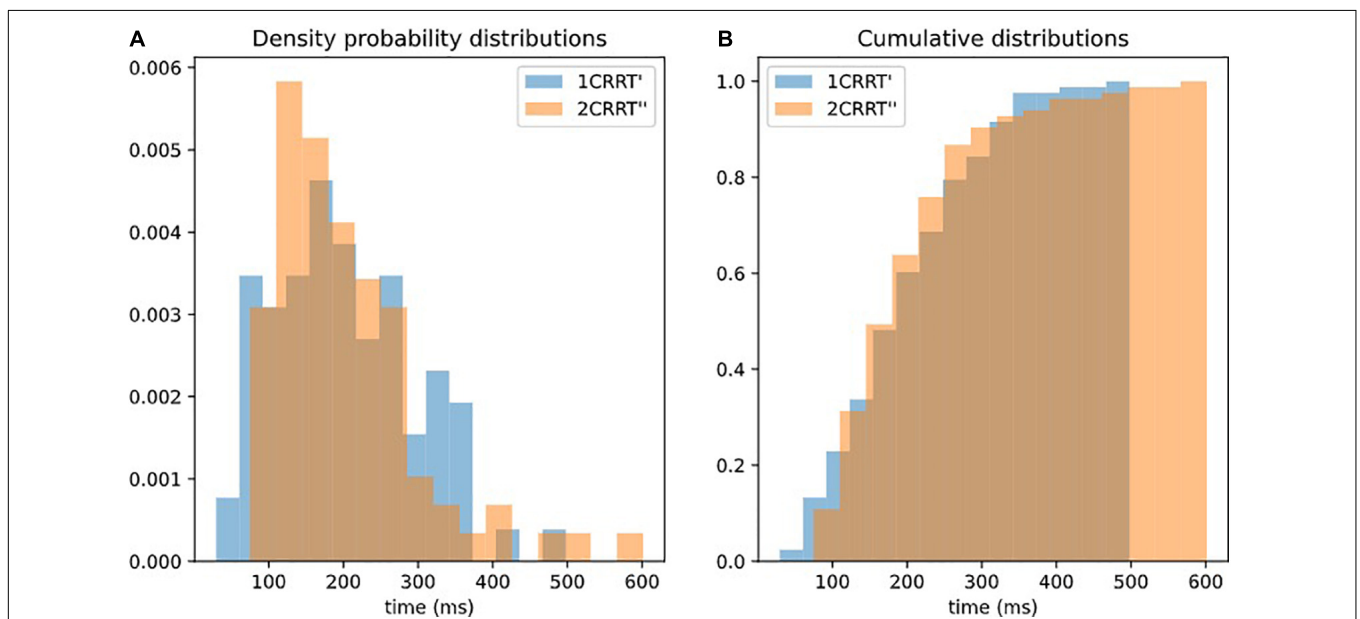 A
Density probability distributions
0.006
0.005
0.004
0.003
0.002
0.001
0.000
1CRRT'
2CRRT''
100 200 300 400 500 600
time (ms)
B
Cumulative distributions
1.0
0.8
0.6
0.4
0.2
0.0
1CRRT'
2CRRT''
100 200 300 400 500 600
time (ms)